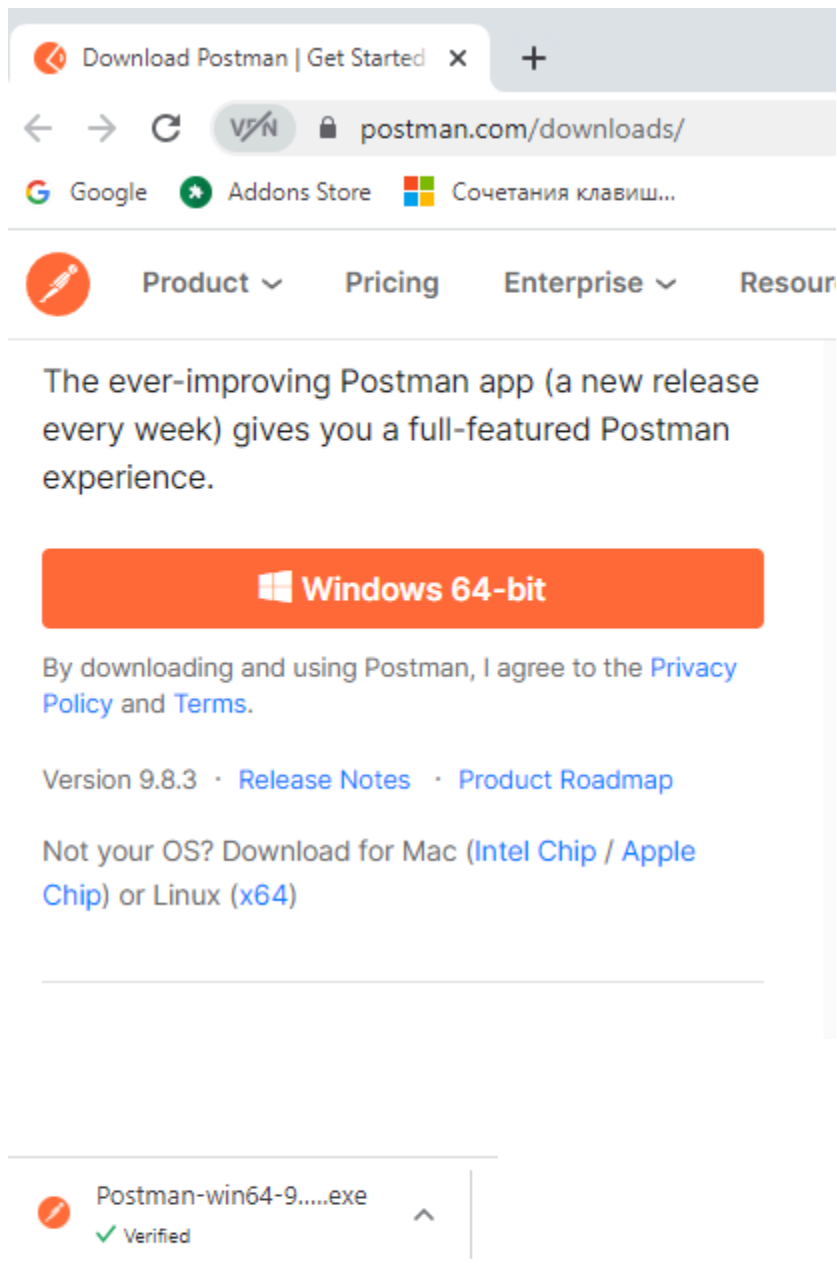 Download Postman | Get Started
VPN postman.com/downloads/
Google Addons Store Сочетания клавиш...
Product Pricing Enterprise Resour
The ever-improving Postman app (a new release
every week) gives you a full-featured Postman
experience.
Windows 64-bit
By downloading and using Postman, I agree to the Privacy
Policy and Terms.
Version 9.8.3 · Release Notes · Product Roadmap
Not your OS? Download for Mac (Intel Chip / Apple
Chip) or Linux (x64)
Postman-win64-9.....exe
Verified